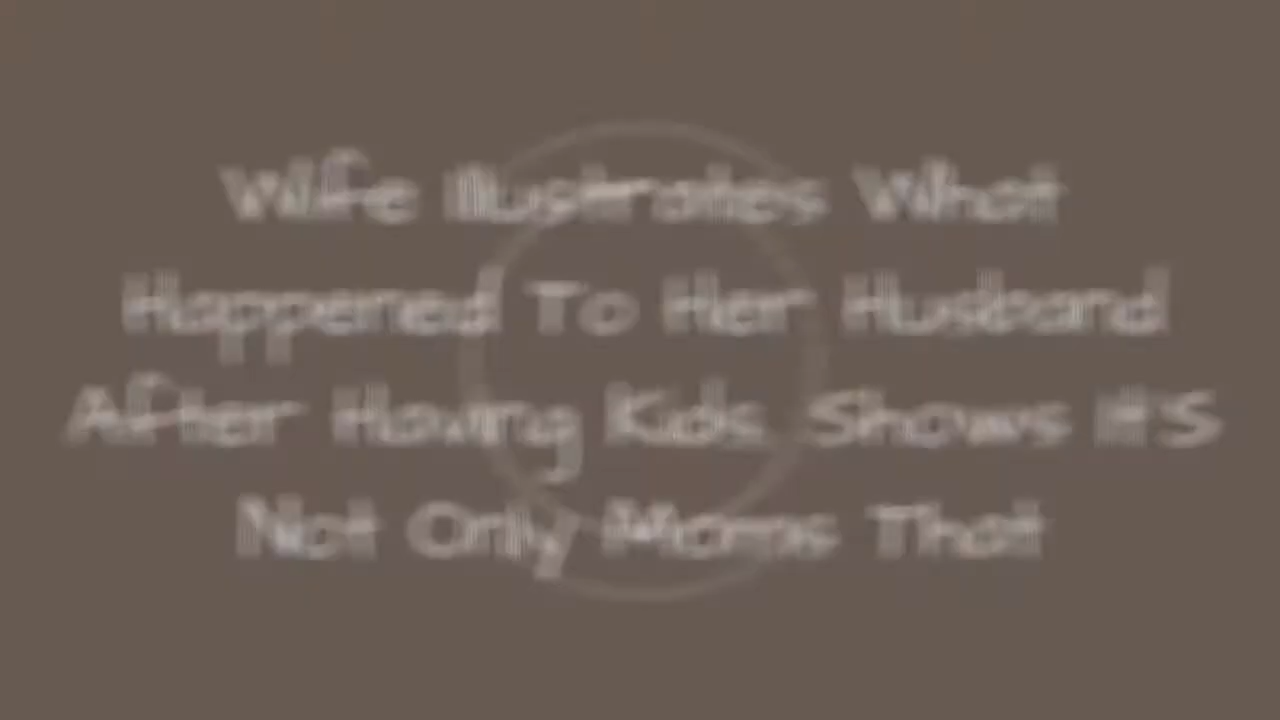 Wife Illustrates What
Happened To Her Husband
After Having Kids, Shows It'S
Not Only Moms That